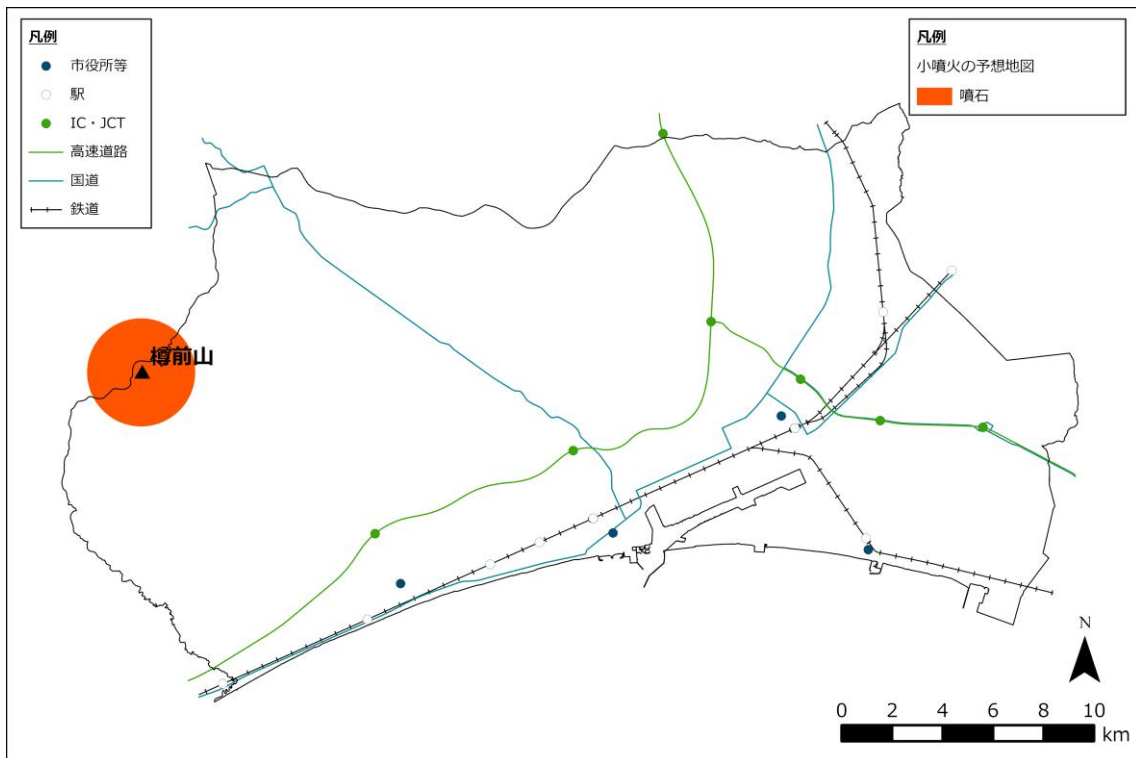 凡例
市役所等
駅
IC・JCT
高速道路
国道
鉄道
凡例
小噴火の予想地図
噴石
樽前山
N
0 2 4 6 8 10
km